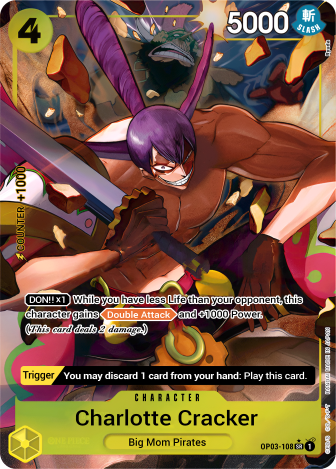 4
5000
斬
SLASH
COUNTER +1000
DON!! ×1 While you have less Life than your opponent, this
character gains Double Attack and +1000 Power.
(This card deals 2 damage.)
Trigger You may discard 1 card from your hand: Play this card.
CHARACTER
Charlotte Cracker
Big Mom Pirates
OP03-108 SR 1